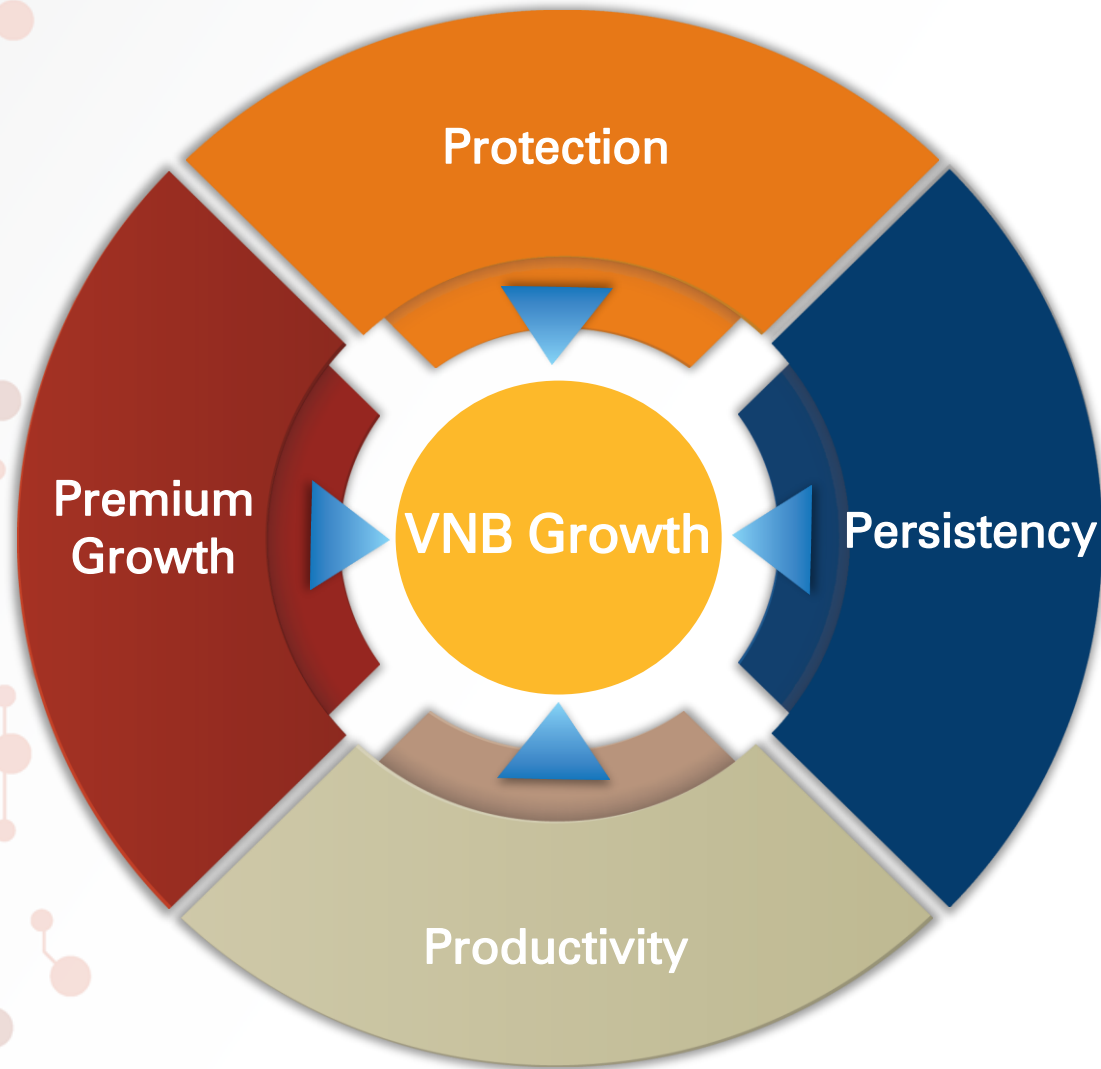 Protection
Premium
Growth
VNB Growth
Persistency
Productivity